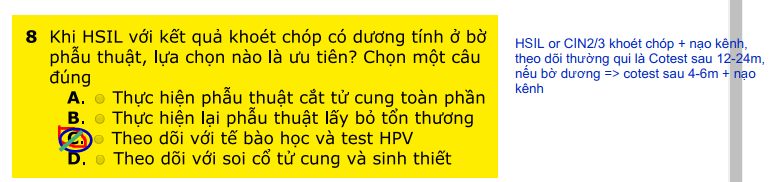 8 Khi HSIL với kết quả khoét chóp có dương tính ở bờ
phẫu thuật, lựa chọn nào là ưu tiên? Chọn một câu
đúng
A. Thực hiện phẫu thuật cắt tử cung toàn phần
B. Thực hiện lại phẫu thuật lấy bỏ tổn thương
C. Theo dõi với tế bào học và test HPV
D. Theo dõi với soi cổ tử cung và sinh thiết
HSIL or CIN2/3 khoét chóp + nạo kênh,
theo dõi thường qui là Cotest sau 12-24m,
nếu bờ dương => cotest sau 4-6m + nạo
kênh